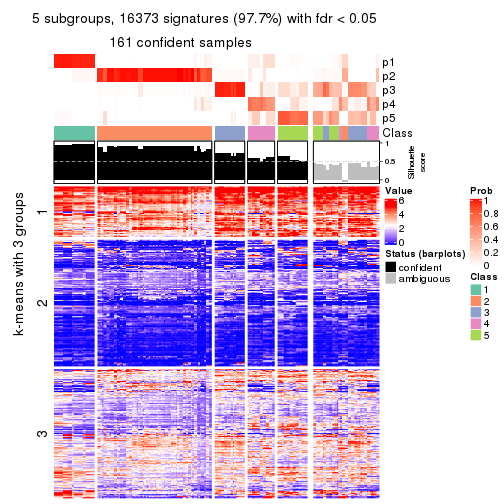 5 subgroups, 16373 signatures (97.7%) with fdr < 0.05
161 confident samples
p1
p2
p3
p4
p5
Class
1
0.5
0
Silhouette
score
k-means with 3 groups
1
2
3
Value
6
4
2
0
Status (barplots)
confident
ambiguous
Prob
1
0.8
0.6
0.4
0.2
0
Class
1
2
3
4
5